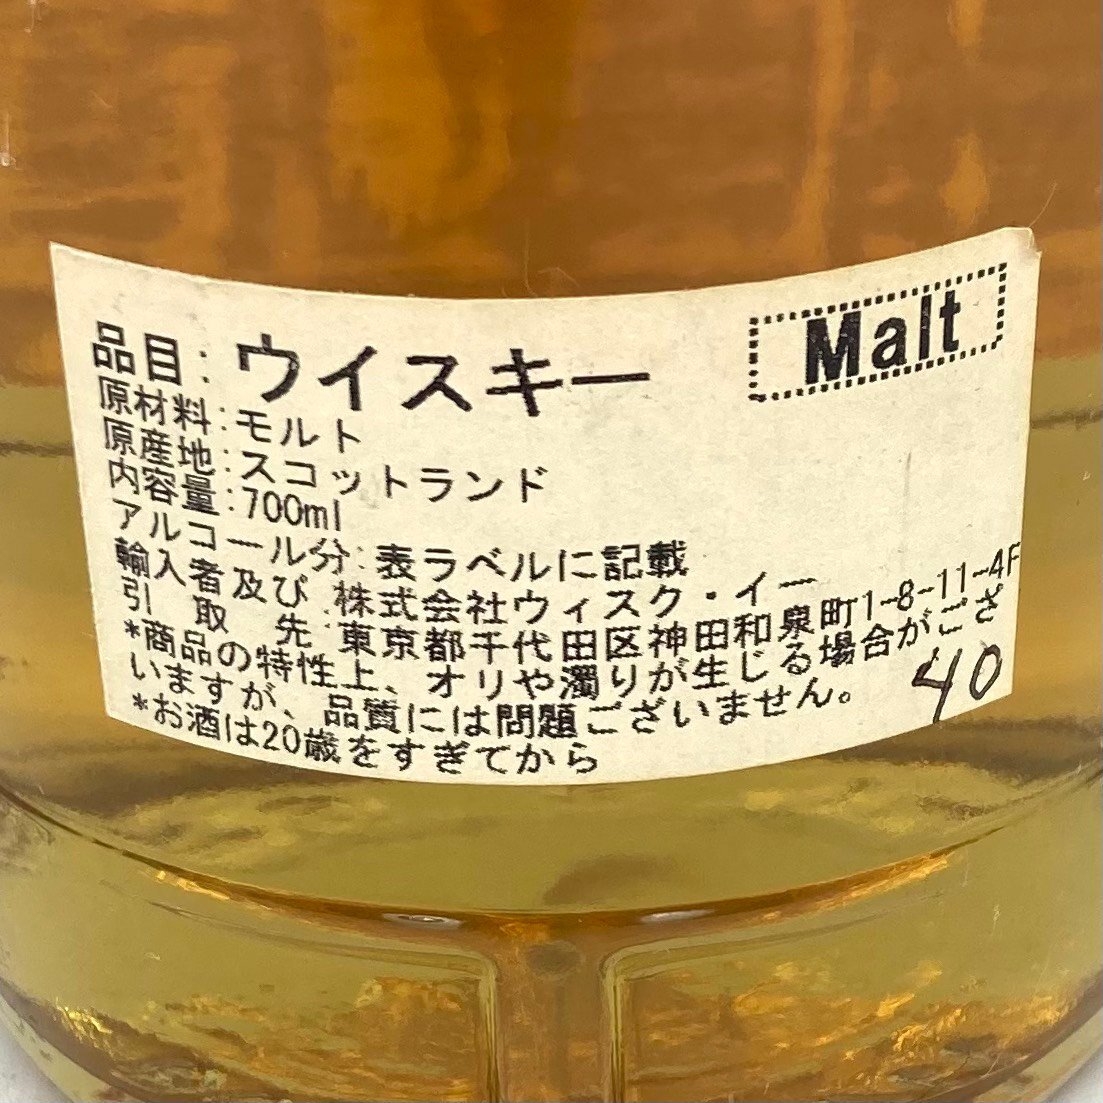 Malt
品目:ウイスキー
原材料:モルト
原産地:スコットランド
内容量:700ml
アルコール分:表ラベルに記載
輸入者及び:株式会社ウィスク・イー
引取先:東京都千代田区神田和泉町1-8-11-4F
*商品の特性上、オリや濁りが生じる場合がござ
いますが、品質には問題ございません。
*お酒は20歳をすぎてから
40